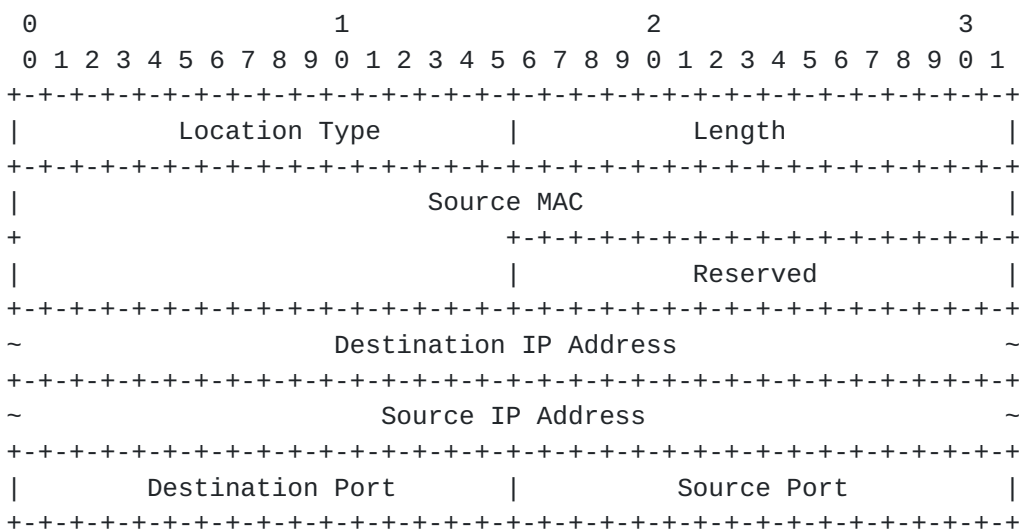 0                   1                   2                   3
 0 1 2 3 4 5 6 7 8 9 0 1 2 3 4 5 6 7 8 9 0 1 2 3 4 5 6 7 8 9 0 1
+-+-+-+-+-+-+-+-+-+-+-+-+-+-+-+-+-+-+-+-+-+-+-+-+-+-+-+-+-+-+-+-+
|          Location Type        |           Length              |
+-+-+-+-+-+-+-+-+-+-+-+-+-+-+-+-+-+-+-+-+-+-+-+-+-+-+-+-+-+-+-+-+
|                          Source MAC                           |
+                               +-+-+-+-+-+-+-+-+-+-+-+-+-+-+-+-+
|                               |           Reserved            |
+-+-+-+-+-+-+-+-+-+-+-+-+-+-+-+-+-+-+-+-+-+-+-+-+-+-+-+-+-+-+-+-+
~                    Destination IP Address                     ~
+-+-+-+-+-+-+-+-+-+-+-+-+-+-+-+-+-+-+-+-+-+-+-+-+-+-+-+-+-+-+-+-+
~                       Source IP Address                       ~
+-+-+-+-+-+-+-+-+-+-+-+-+-+-+-+-+-+-+-+-+-+-+-+-+-+-+-+-+-+-+-+-+
|        Destination Port       |          Source Port          |
+-+-+-+-+-+-+-+-+-+-+-+-+-+-+-+-+-+-+-+-+-+-+-+-+-+-+-+-+-+-+-+-+